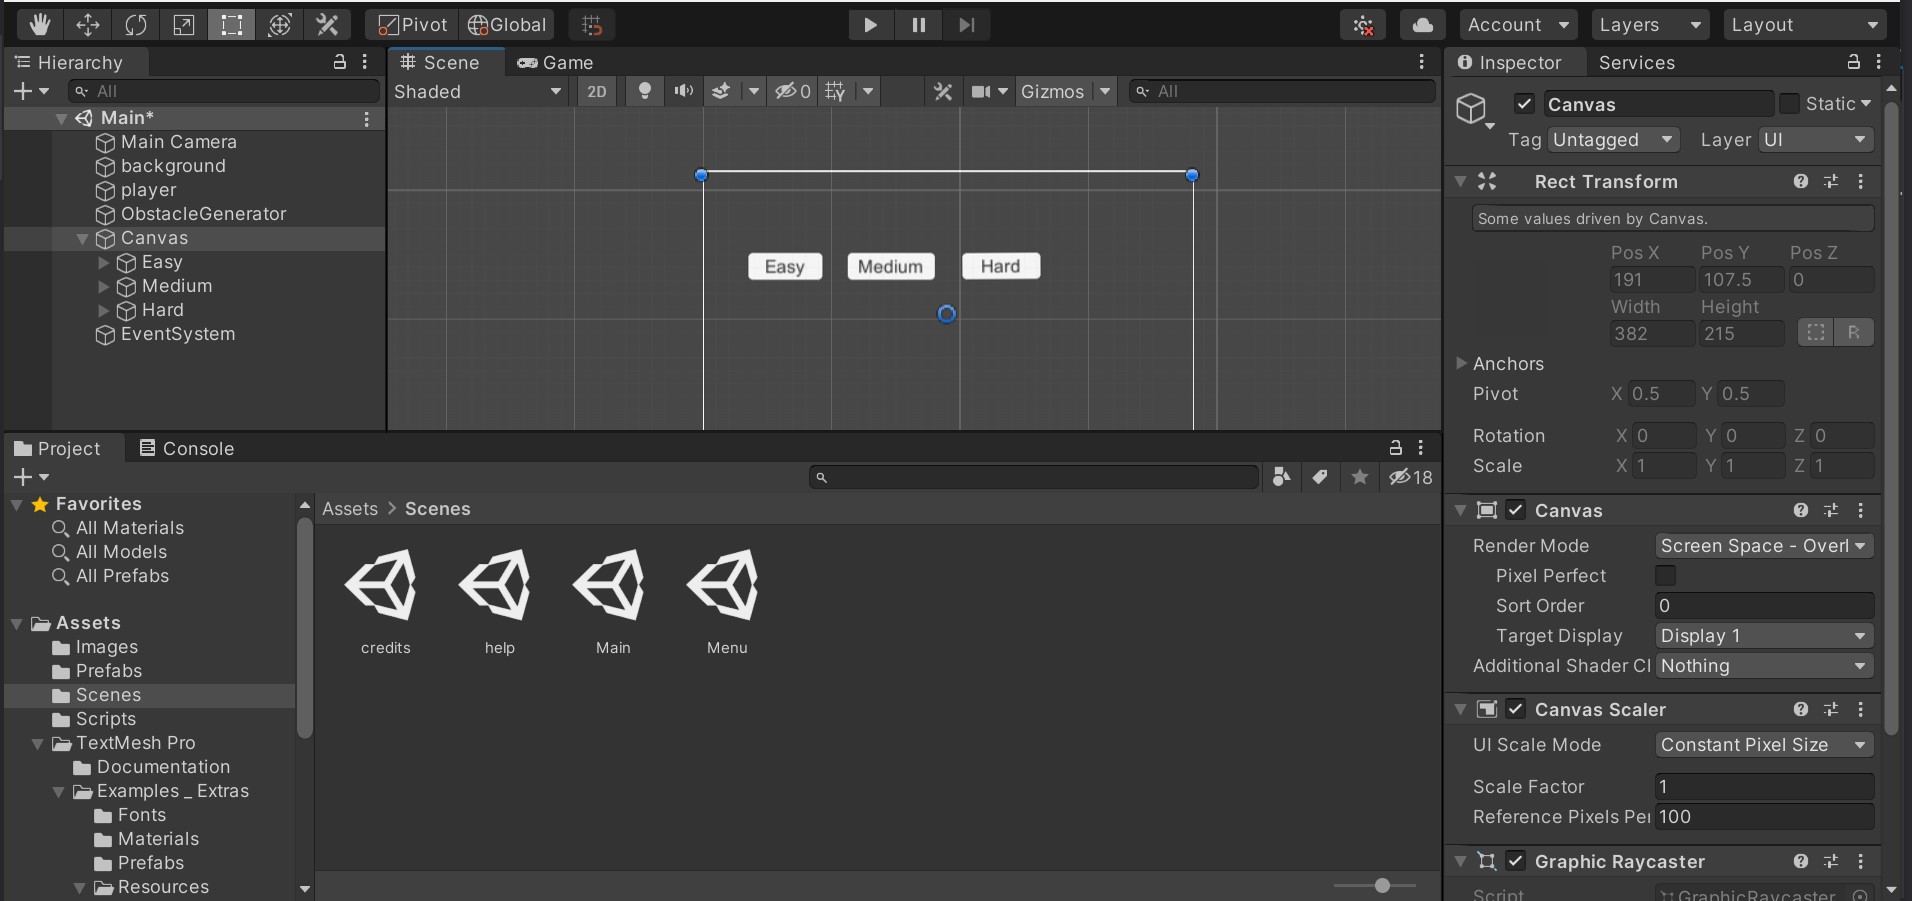 Pivot Global Account Layers Layout
Hierarchy
All
Main*
Main Camera
background
player
ObstacleGenerator
Canvas
Easy
Medium
Hard
EventSystem
Scene Game
Shaded 2D 0 Gizmos All
Easy Medium Hard
Project Console
18
Favorites
All Materials
All Models
All Prefabs
Assets
Images
Prefabs
Scenes
Scripts
TextMesh Pro
Documentation
Examples _ Extras
Fonts
Materials
Prefabs
Resources
Assets > Scenes
credits help Main Menu
Inspector Services
Canvas Static
Tag Untagged Layer UI
Rect Transform
Some values driven by Canvas.
Pos X Pos Y Pos Z
191 107.5 0
Width Height
382 215 R
Anchors
Pivot X 0.5 Y 0.5
Rotation X 0 Y 0 Z 0
Scale X 1 Y 1 Z 1
Canvas
Render Mode Screen Space - Overl
Pixel Perfect
Sort Order 0
Target Display Display 1
Additional Shader Cl Nothing
Canvas Scaler
UI Scale Mode Constant Pixel Size
Scale Factor 1
Reference Pixels Per 100
Graphic Raycaster
Script GraphicRaycaster